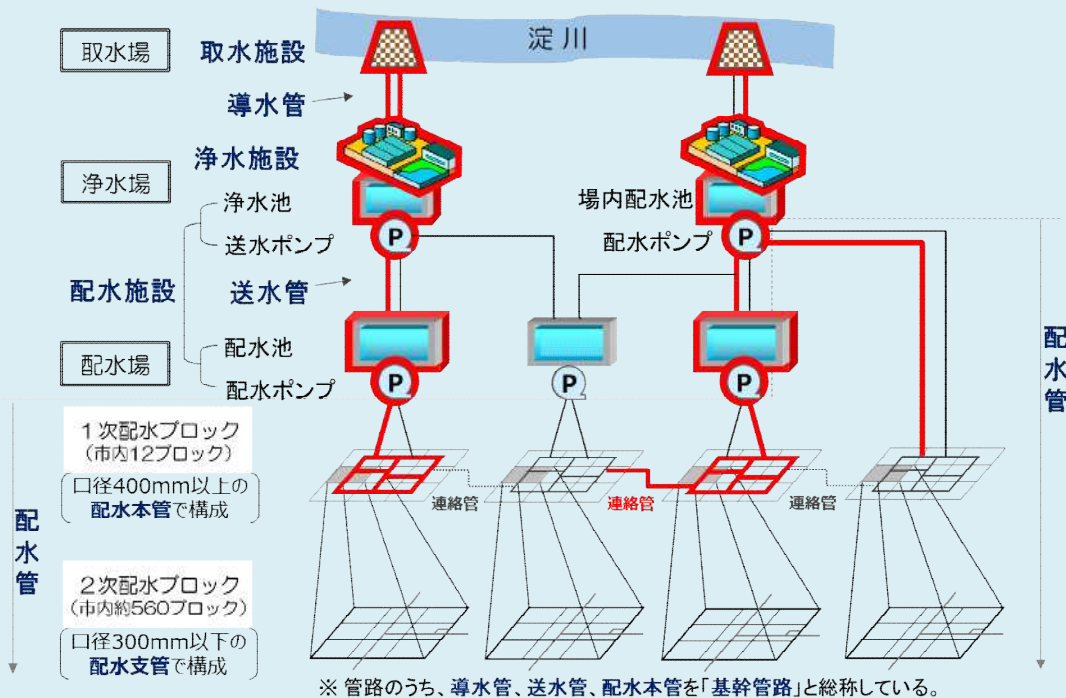 淀川
取水場
取水施設
導水管
浄水施設
浄水場
浄水池
場内配水池
送水ポンプ
配水ポンプ
P
P
配水施設
送水管
配水場
配水池
配水ポンプ
P
P
P
配水管
1次配水ブロック
(市内12ブロック)
口径400mm以上の
配水本管で構成
連絡管
連絡管
連絡管
配水管
2次配水ブロック
(市内約560ブロック)
口径300mm以下の
配水支管で構成
※ 管路のうち、導水管、送水管、配水本管を「基幹管路」と総称している。